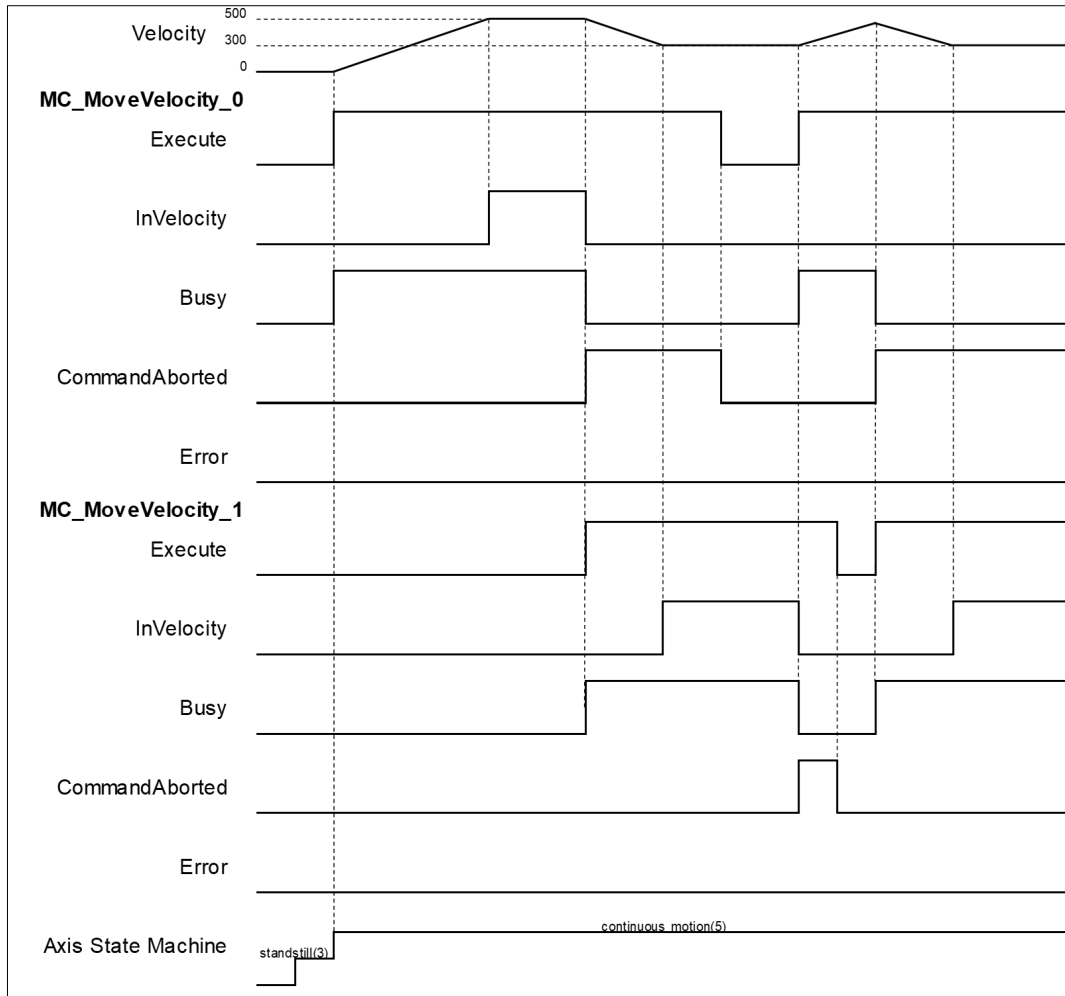 500
Velocity
300
0
MC_MoveVelocity_0
Execute
InVelocity
Busy
CommandAborted
Error
MC_MoveVelocity_1
Execute
InVelocity
Busy
CommandAborted
Error
continuous motion(5)
Axis State Machine
standstill(3)